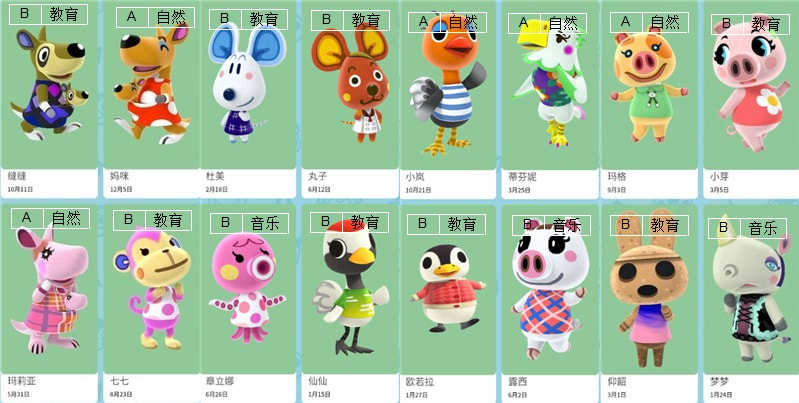 B 教育
A 自然
B 教育
B 教育
A 自然
A 自然
A 自然
B 教育
缝缝
妈咪
杜美
丸子
小岚
蒂芬妮
玛格
小芽
10月11日
12月5日
2月18日
6月12日
10月21日
3月25日
9月3日
3月5日
A 自然
B 教育
B 音乐
B 教育
B 教育
B 音乐
B 教育
B 音乐
玛莉亚
七七
章立娜
仙仙
欧若拉
露西
仰韶
梦梦
5月31日
8月23日
6月26日
1月15日
1月27日
6月2日
3月1日
1月24日